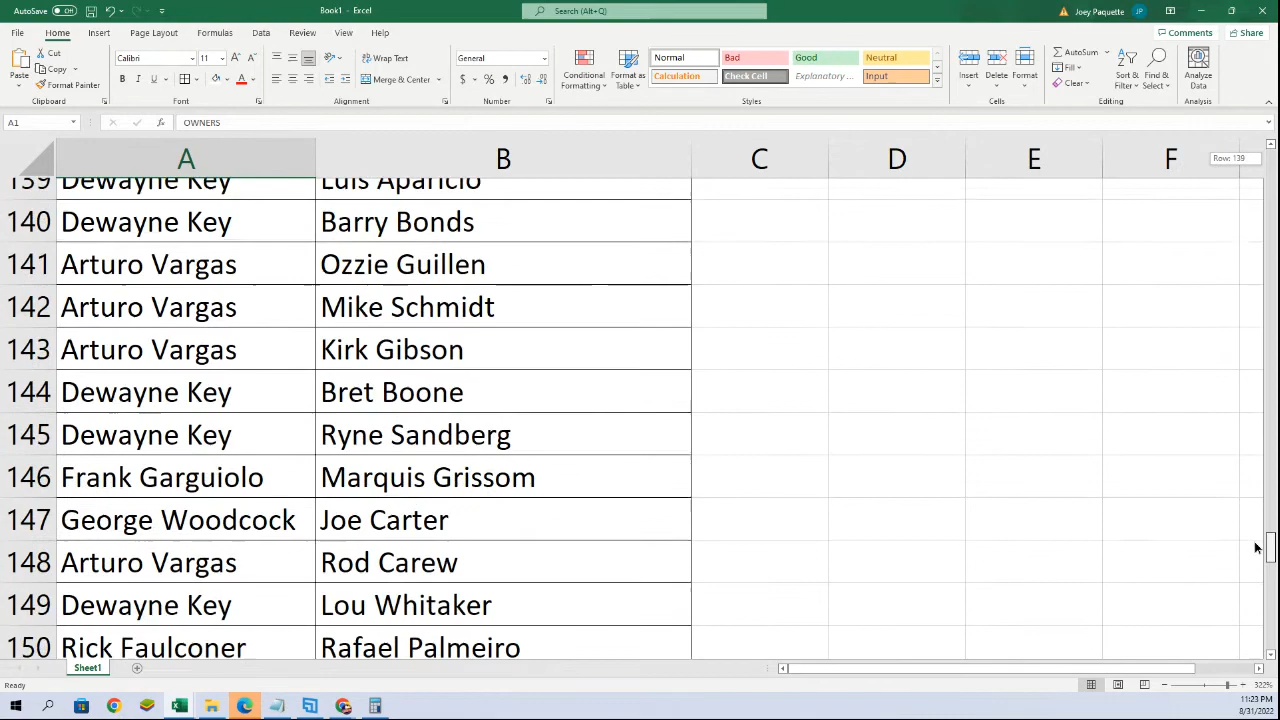 AutoSave Off Book1 - Excel Search (Alt+Q) Joey Paquette JP
File Home Insert Page Layout Formulas Data Review View Help Comments Share
Paste Cut Copy Format Painter Clipboard
Calibri 11 B I U A Font
Wrap Text Merge & Center Alignment
General $ % Number
Conditional Formatting Format as Table
Normal Bad Good Neutral
Calculation Check Cell Explanatory ... Input
Styles
Insert Delete Format Cells
AutoSum Fill Clear Sort & Filter Find & Select Editing
Analyze Data Analysis
A1 fx OWNERS
A B C D E F
Row: 139
139 Dewayne Key Luis Aparicio
140 Dewayne Key Barry Bonds
141 Arturo Vargas Ozzie Guillen
142 Arturo Vargas Mike Schmidt
143 Arturo Vargas Kirk Gibson
144 Dewayne Key Bret Boone
145 Dewayne Key Ryne Sandberg
146 Frank Garguiolo Marquis Grissom
147 George Woodcock Joe Carter
148 Arturo Vargas Rod Carew
149 Dewayne Key Lou Whitaker
150 Rick Faulconer Rafael Palmeiro
Sheet1
Ready 322%
11:23 PM
8/31/2022